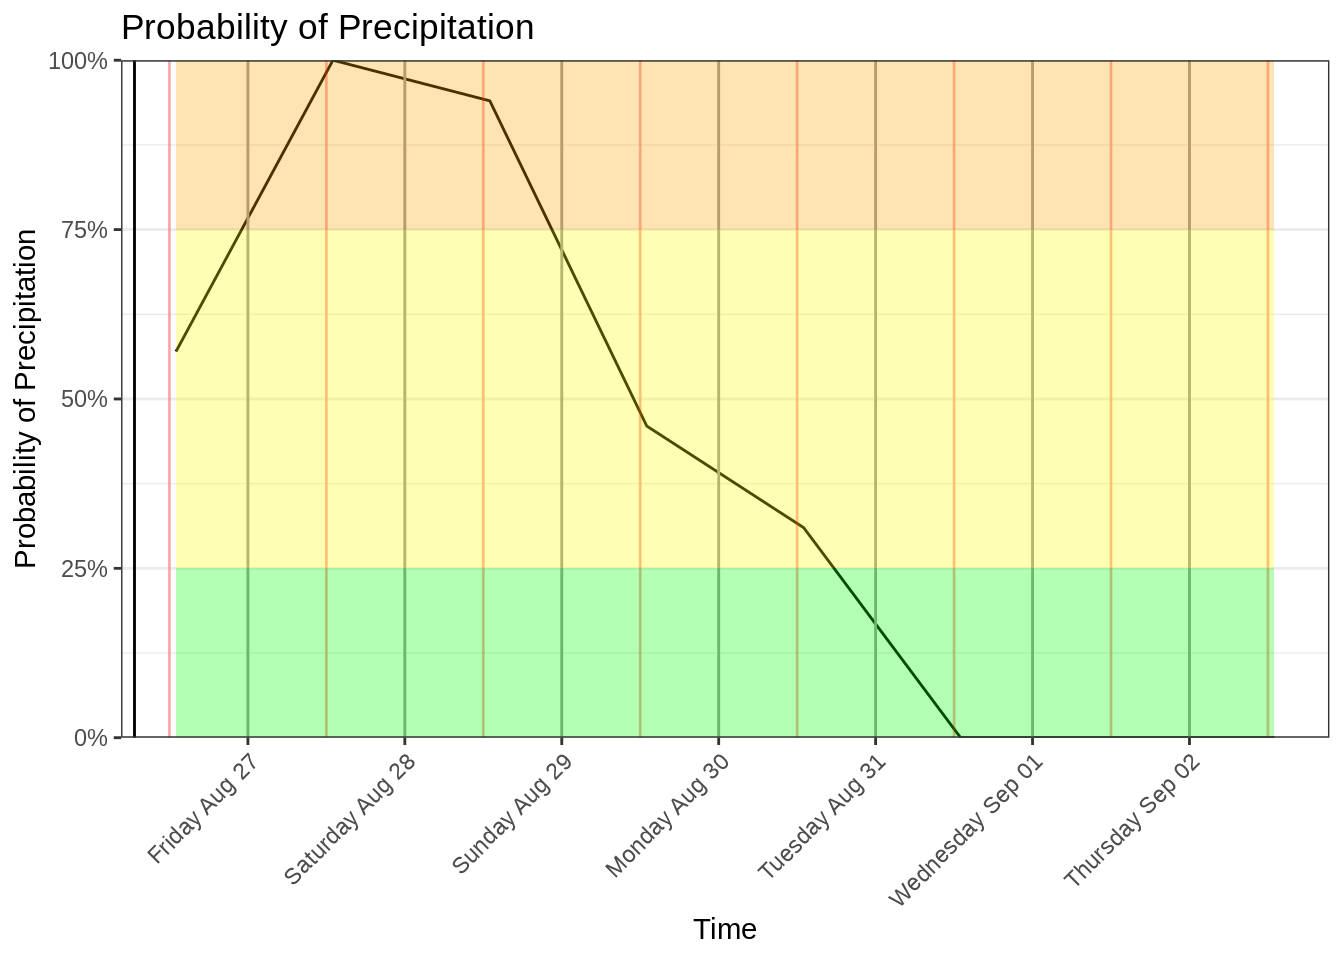 Probability of Precipitation
Probability of Precipitation
100%
75%
50%
25%
0%
Friday Aug 27
Saturday Aug 28
Sunday Aug 29
Monday Aug 30
Tuesday Aug 31
Wednesday Sep 01
Thursday Sep 02
Time